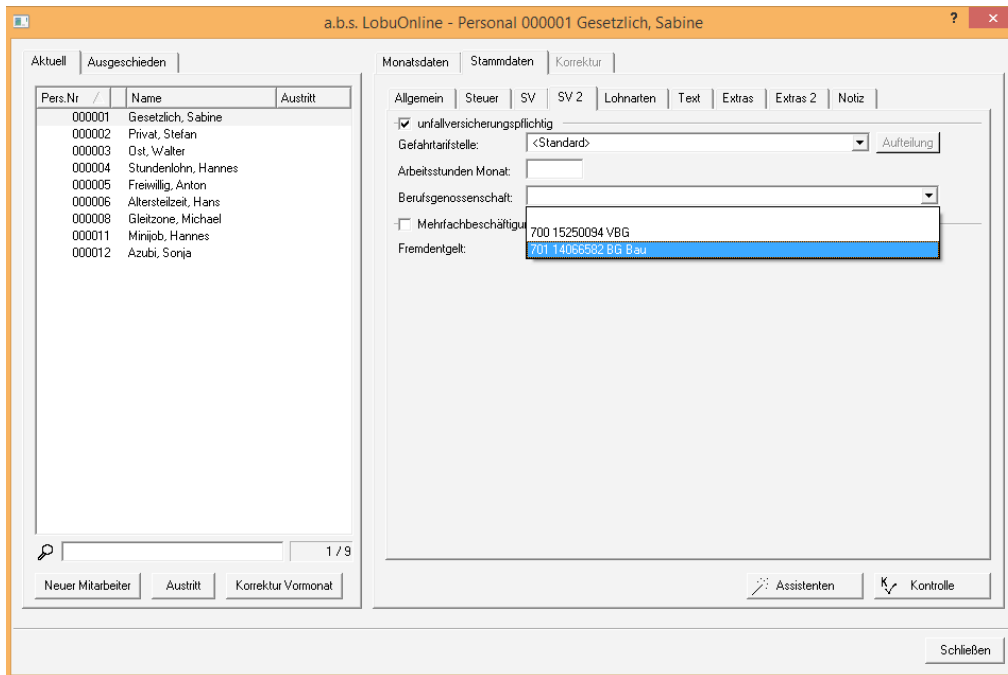 a.b.s. LobuOnline - Personal 000001 Gesetzlich, Sabine ? ×
Aktuell Ausgeschieden
Pers.Nr / Name Austritt
000001 Gesetzlich, Sabine
000002 Privat, Stefan
000003 Ost, Walter
000004 Stundenlohn, Hannes
000005 Freiwillig, Anton
000006 Altersteilzeit, Hans
000008 Gleitzone, Michael
000011 Minijob, Hannes
000012 Azubi, Sonja
1 / 9
Neuer Mitarbeiter Austritt Korrektur Vormonat
Monatsdaten Stammdaten Korrektur
Allgemein Steuer SV SV 2 Lohnarten Text Extras Extras 2 Notiz
unfallversicherungspflichtig
Gefahrtarifstelle: <Standard> Aufteilung
Arbeitsstunden Monat:
Berufsgenossenschaft:
Mehrfachbeschäftigu
700 15250094 VBG
Fremdentgelt: 701 14066582 BG Bau
Assistenten Kontrolle
Schließen